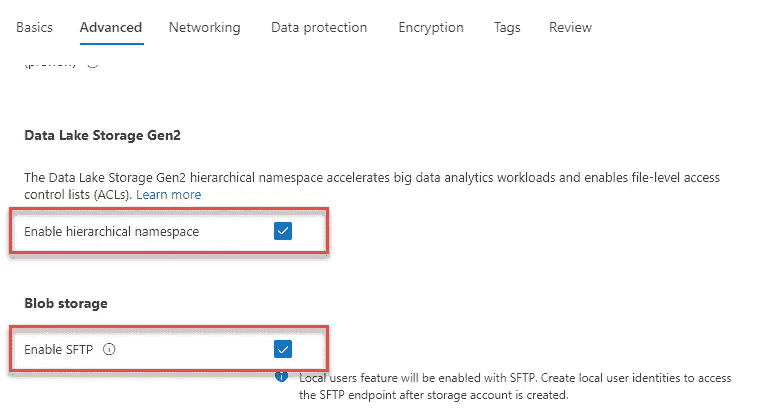 Basics Advanced Networking Data protection Encryption Tags Review
(preview)
Data Lake Storage Gen2
The Data Lake Storage Gen2 hierarchical namespace accelerates big data analytics workloads and enables file-level access
control lists (ACLs). Learn more
Enable hierarchical namespace
Blob storage
Enable SFTP
Local users feature will be enabled with SFTP. Create local user identities to access
the SFTP endpoint after storage account is created.